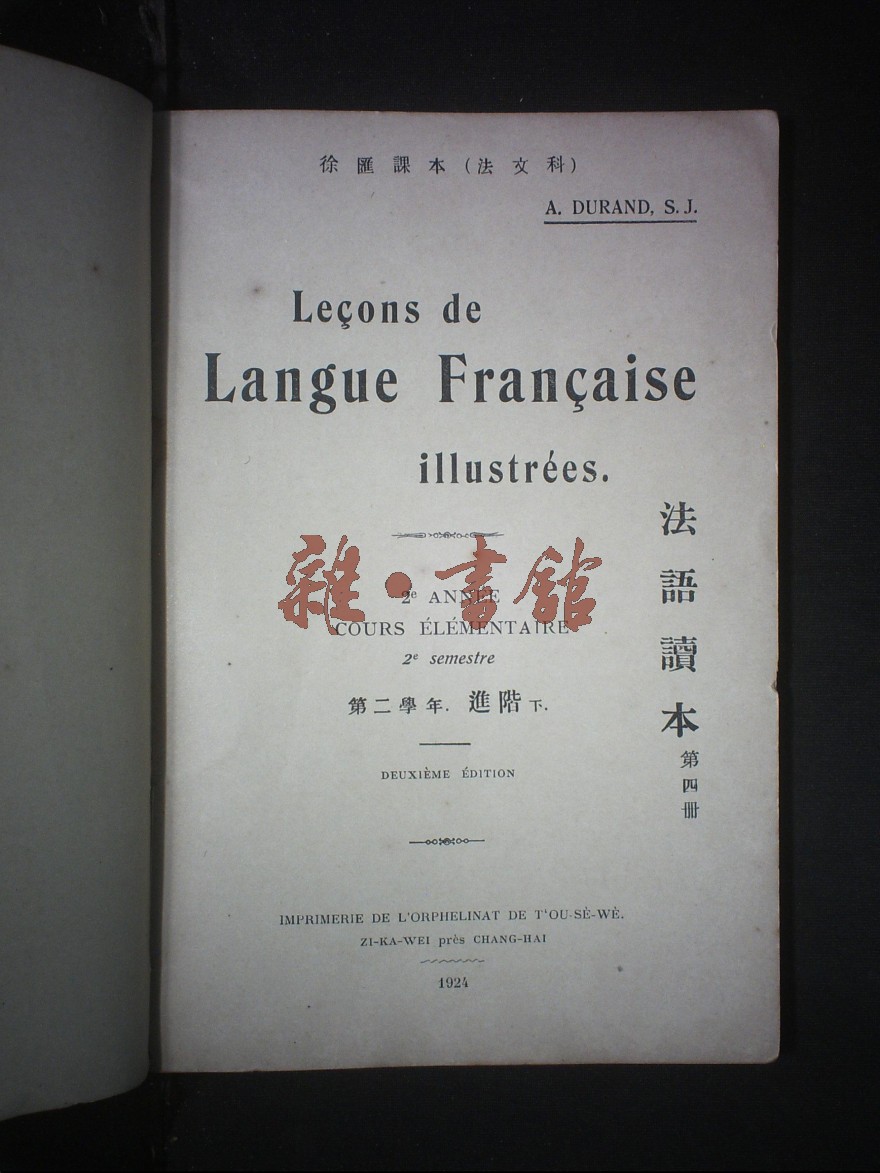 徐匯課本(法文科)
A. DURAND, S. J.
Leçons de
Langue Française
illustrées.
法語讀本
第四冊
雜·書館
2e ANNÉE
COURS ÉLÉMENTAIRE
2e semestre
第二學年. 進階下.
DEUXIÈME ÉDITION
IMPRIMERIE DE L'ORPHELINAT DE T'OU-SÈ-WÈ.
ZI-KA-WEI près CHANG-HAI
1924